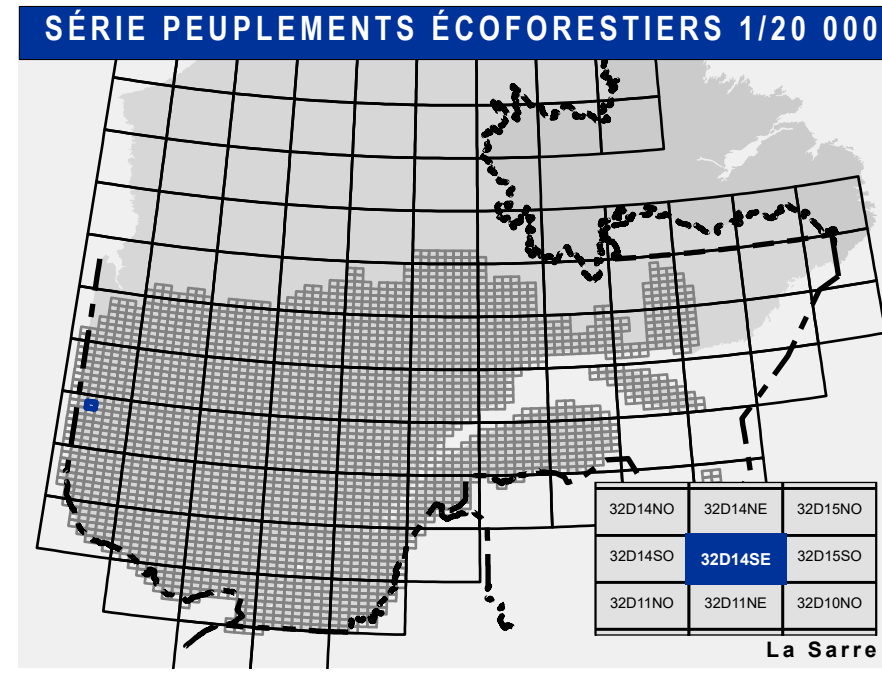 SÉRIE PEUPLEMENTS ÉCOFORESTIERS 1/20 000
32D14NO 32D14NE 32D15NO
32D14SO 32D14SE 32D15SO
32D11NO 32D11NE 32D10NO
La Sarre